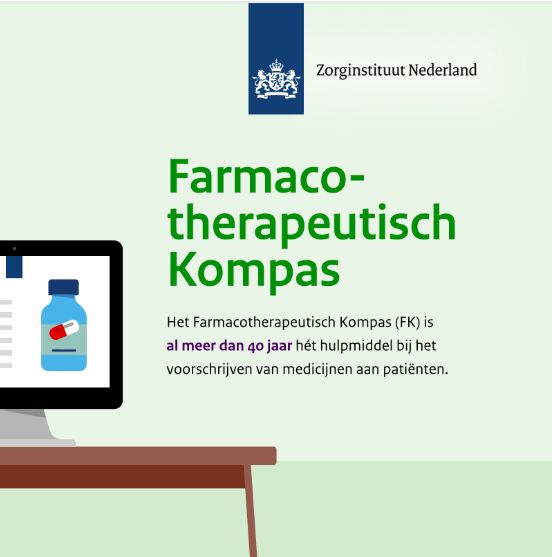 Zorginstituut Nederland
Farmaco-
therapeutisch
Kompas
Het Farmacotherapeutisch Kompas (FK) is
al meer dan 40 jaar hét hulpmiddel bij het
voorschrijven van medicijnen aan patiënten.